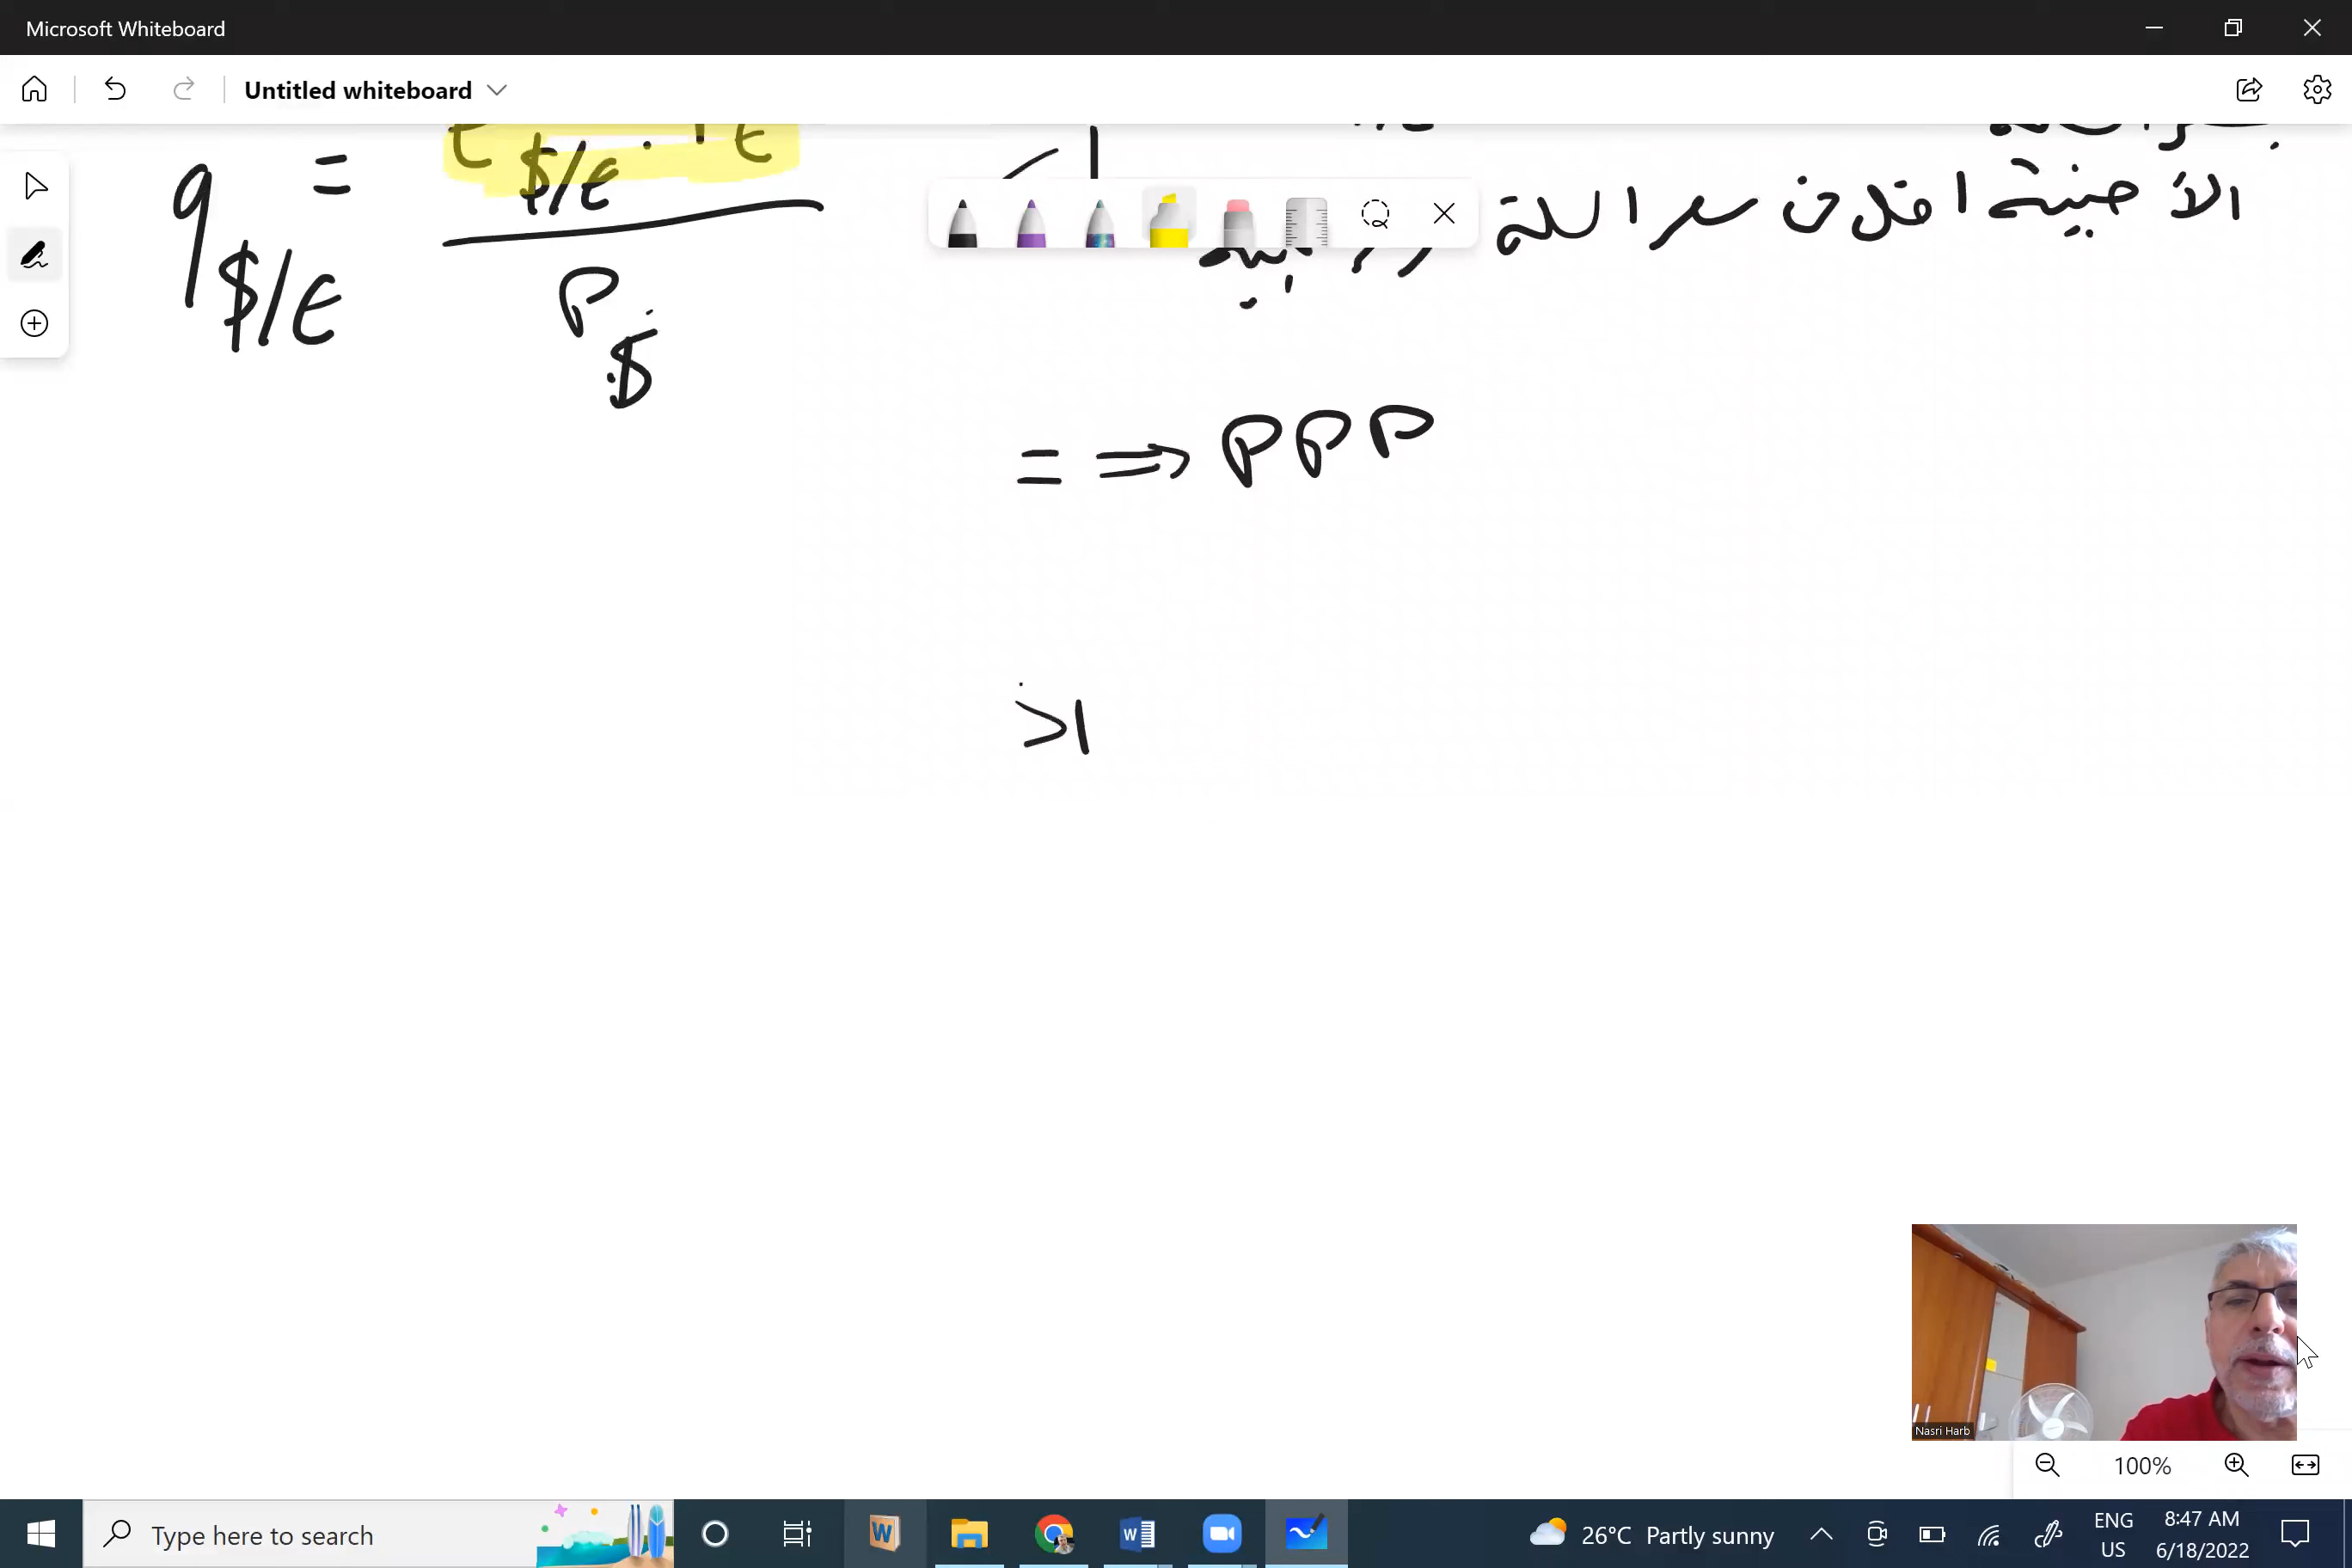 Microsoft Whiteboard
Untitled whiteboard
q $/€ = E $/€ . P €
P $
الأجنبية اقل من سعر السلة
= ⇒ PPP
>1
Nasri Harb
100%
Type here to search
26°C Partly sunny
ENG
US
8:47 AM
6/18/2022